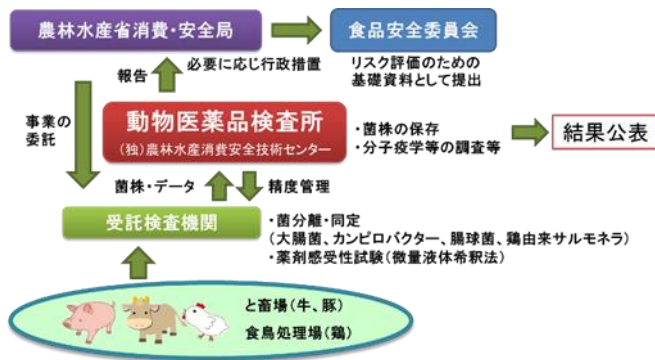 農林水産省消費・安全局
食品安全委員会
報告
必要に応じ行政措置
リスク評価のための
基礎資料として提出
事業の
委託
動物医薬品検査所
(独)農林水産消費安全技術センター
・菌株の保存
・分子疫学等の調査等
結果公表
菌株・データ
精度管理
受託検査機関
・菌分離・同定
(大腸菌、カンピロバクター、腸球菌、鶏由来サルモネラ)
・薬剤感受性試験(微量液体希釈法)
と畜場(牛、豚)
食鳥処理場(鶏)